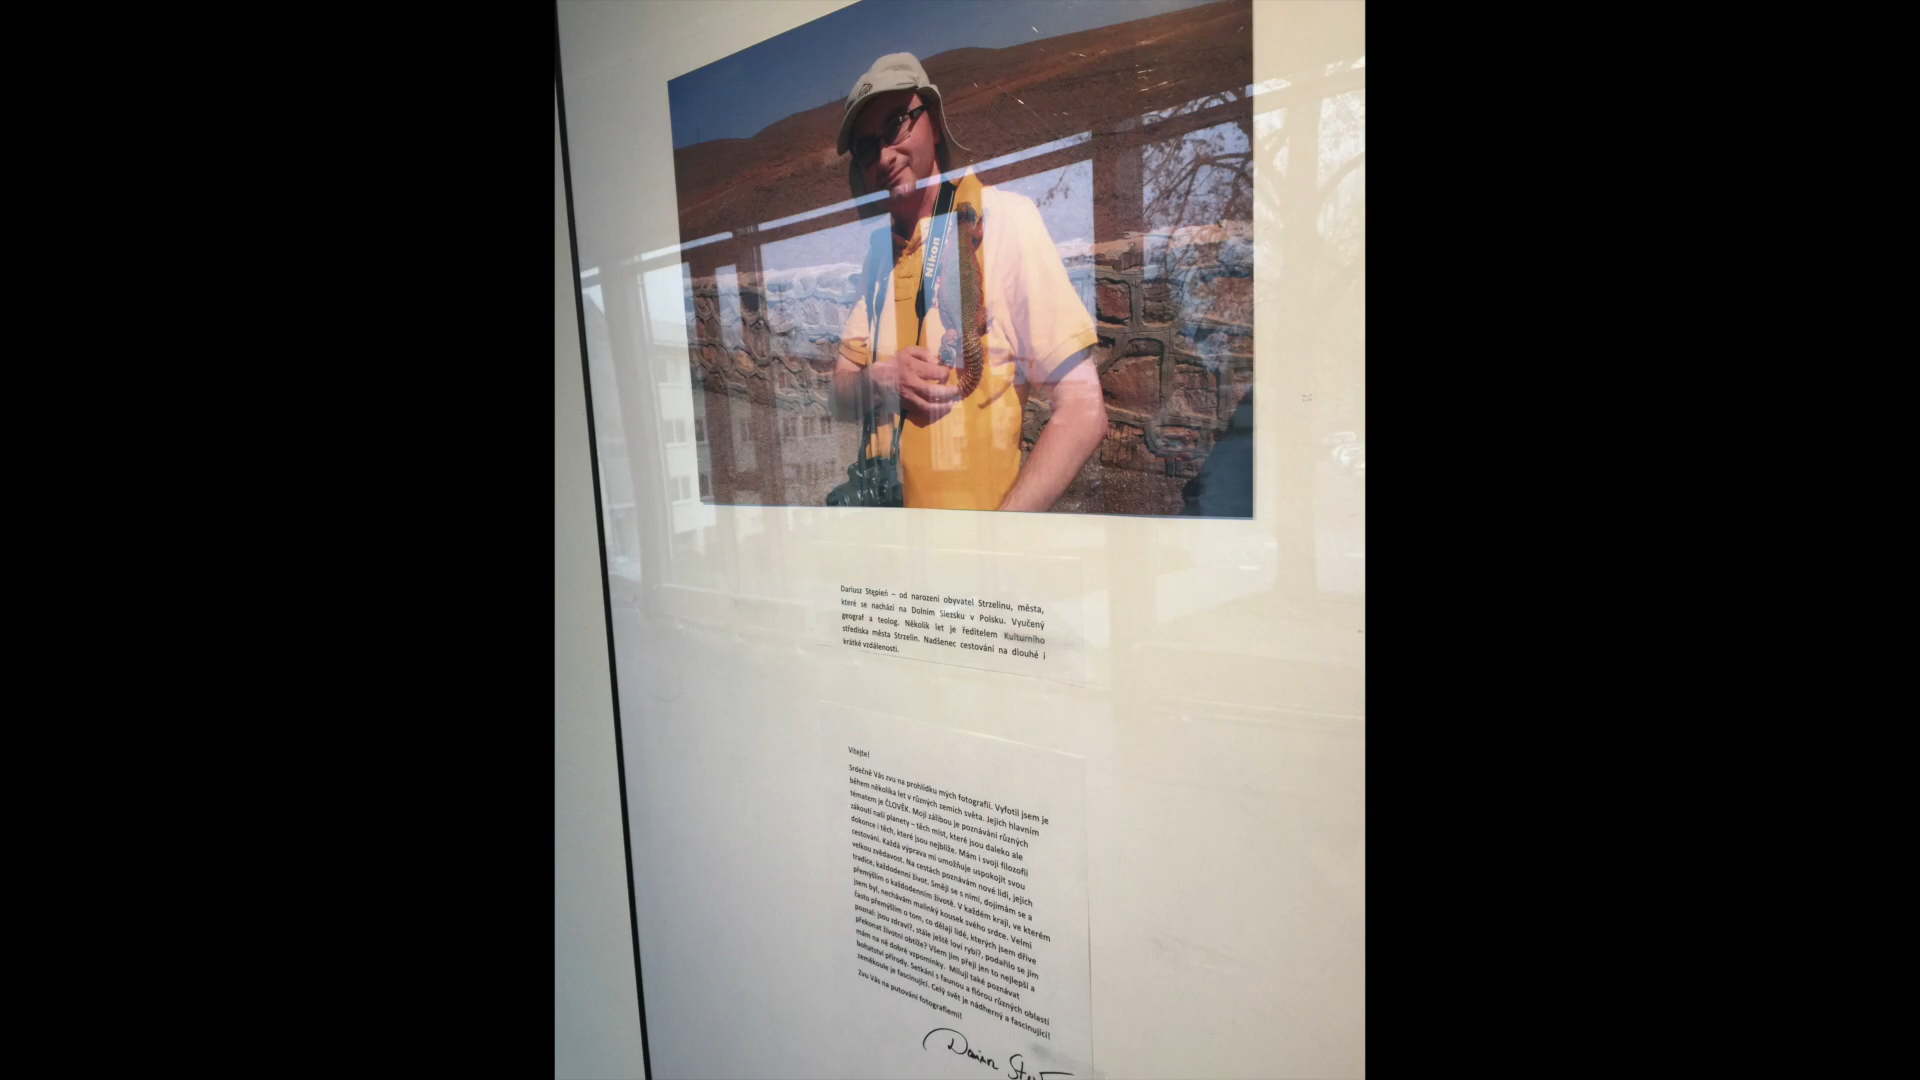 Nikon
Dariusz Stępień – od narození obyvatel Strzelinu, města,
které se nachází na Dolním Slezsku v Polsku. Vyučený
geograf a teolog. Několik let je ředitelem Kulturního
střediska města Strzelin. Nadšenec cestování na dlouhé i
krátké vzdálenosti.
Vítejte!
Srdečně Vás zvu na prohlídku mých fotografií. Vyfotil jsem je
během několika let v různých zemích světa. Jejich hlavním
tématem je ČLOVĚK. Moji zálibou je poznávání různých
zákoutí naší planety – těch míst, které jsou daleko ale
dokonce i těch, které jsou nejblíže. Mám i svojí filozofii
cestování. Každá výprava mi umožňuje uspokojit svou
velkou zvědavost. Na cestách poznávám nové lidi, jejich
tradice, každodenní život. Směji se s nimi, dojímám se a
přemýšlím o každodenním životě. V každém kraji, ve kterém
jsem byl, nechávám malinký kousek svého srdce. Velmi
často přemýšlím o tom, co dělají lidé, kterých jsem dříve
poznal: jsou zdraví?, stále ještě loví ryby?, podařilo se jim
překonat životní obtíže? Všem jim přeji jen to nejlepší a
mám na ně dobré vzpomínky. Miluji také poznávat
bohatství přírody. Setkání s faunou a flórou různých oblastí
zeměkoule je fascinující. Celý svět je nádherný a fascinující!
Zvu Vás na putování fotografiemi!
Dariusz